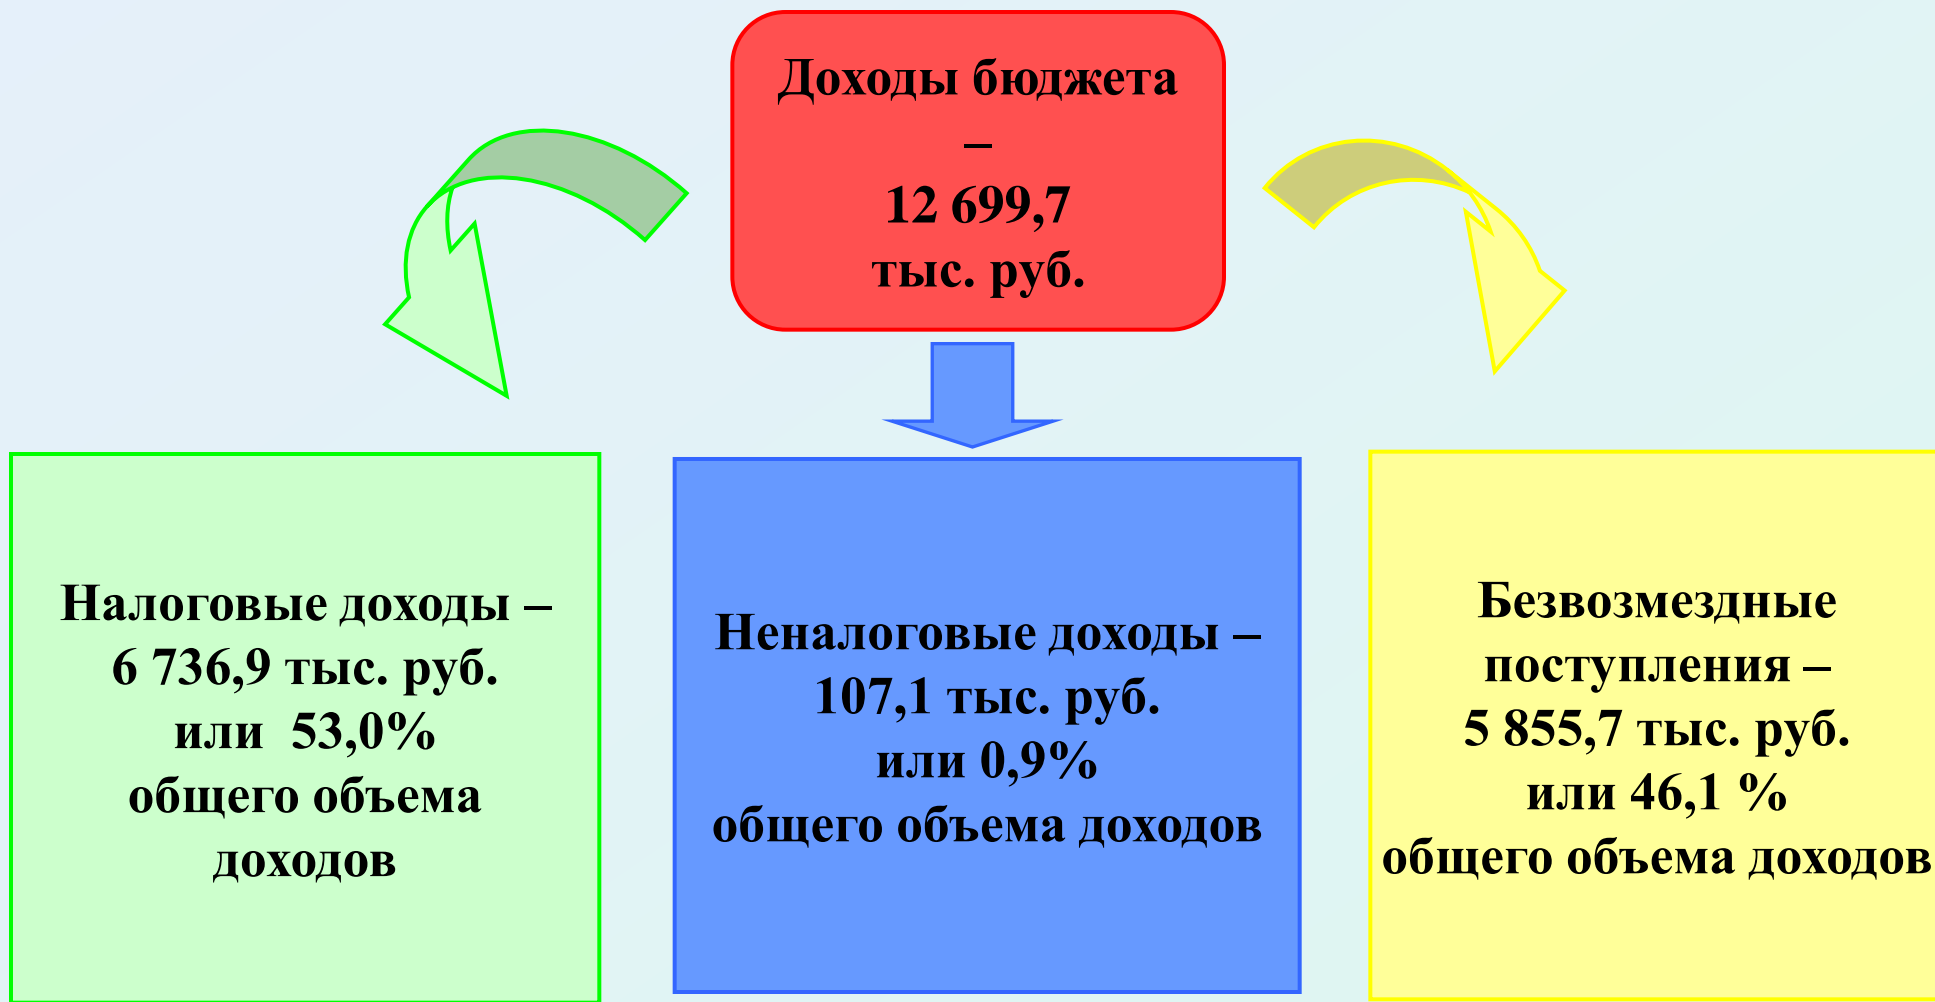 Доходы бюджета
–
12 699,7
тыс. руб.
Налоговые доходы –
6 736,9 тыс. руб.
или  53,0%
общего объема
доходов
Неналоговые доходы –
107,1 тыс. руб.
или 0,9%
общего объема доходов
Безвозмездные
поступления –
5 855,7 тыс. руб.
или 46,1 %
общего объема доходов